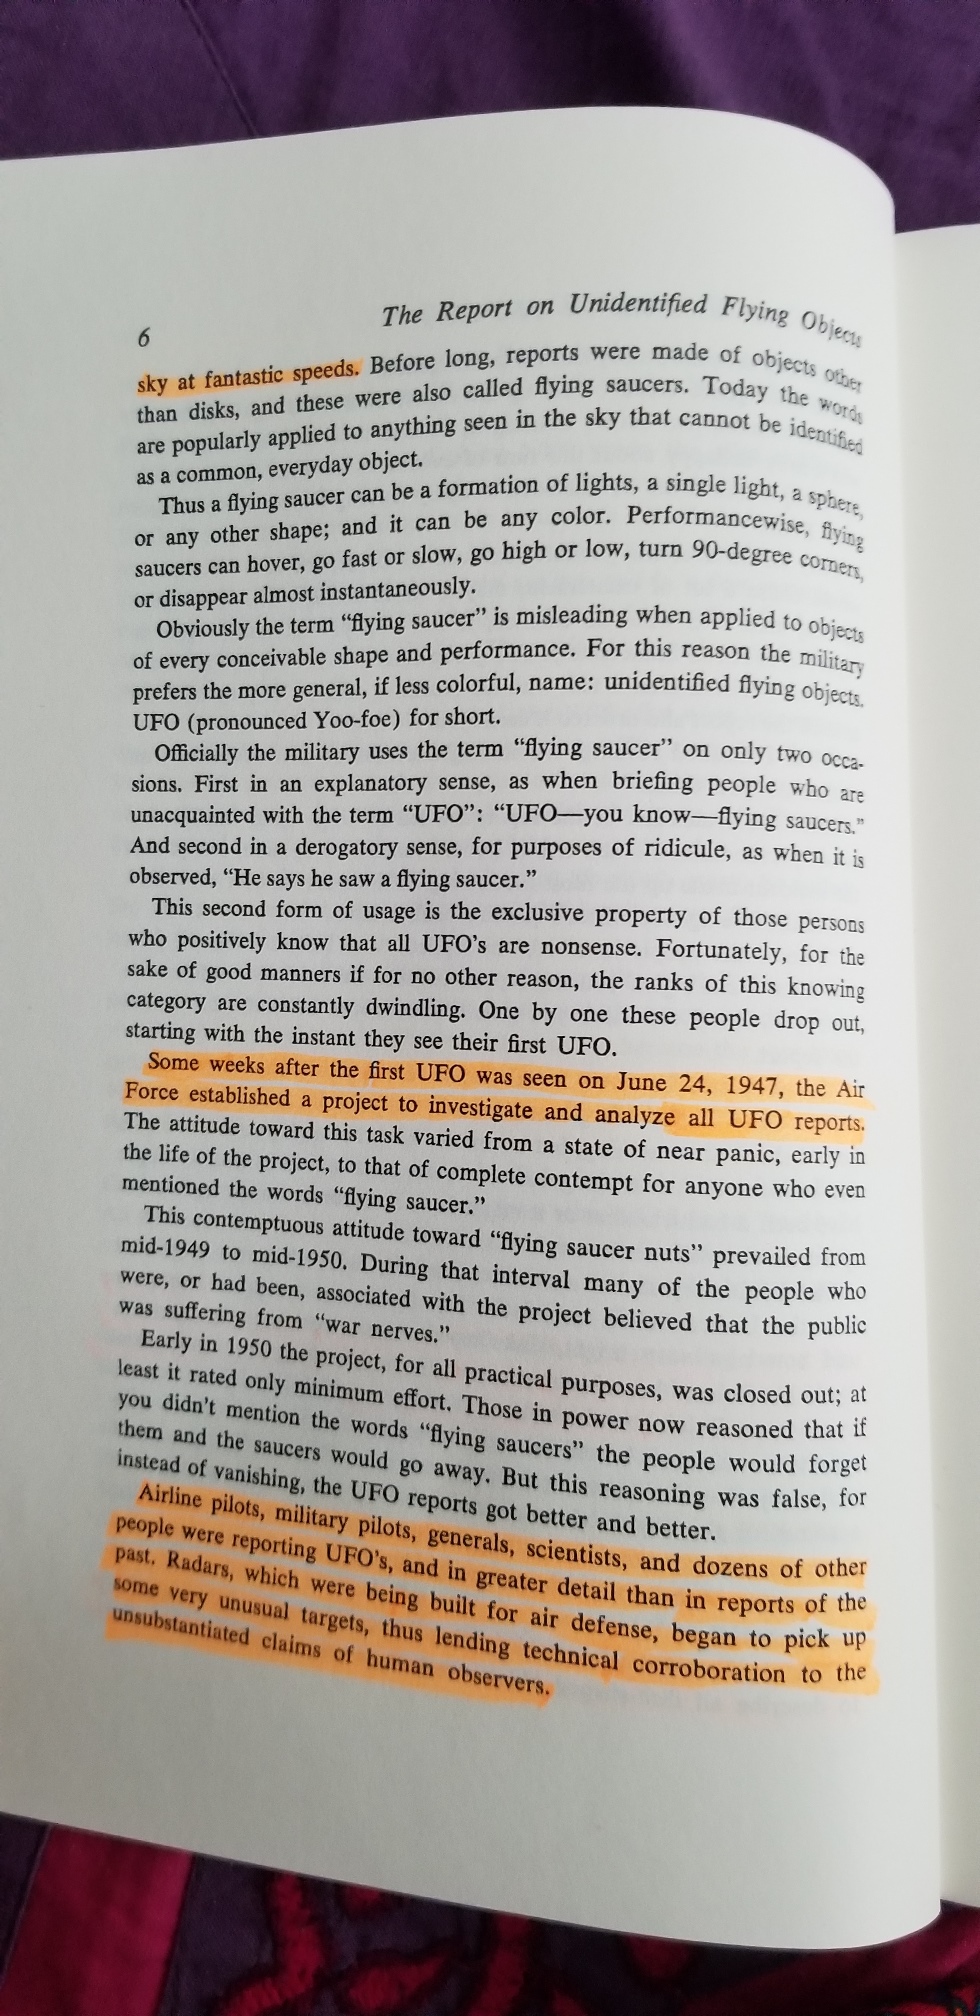 6
The Report on Unidentified Flying Objects
sky at fantastic speeds. Before long, reports were made of objects other
than disks, and these were also called flying saucers. Today the words
are popularly applied to anything seen in the sky that cannot be identified
as a common, everyday object.
Thus a flying saucer can be a formation of lights, a single light, a sphere,
or any other shape; and it can be any color. Performancewise, flying
saucers can hover, go fast or slow, go high or low, turn 90-degree corners,
or disappear almost instantaneously.
Obviously the term “flying saucer” is misleading when applied to objects
of every conceivable shape and performance. For this reason the military
prefers the more general, if less colorful, name: unidentified flying objects.
UFO (pronounced Yoo-foe) for short.
Officially the military uses the term “flying saucer” on only two occa-
sions. First in an explanatory sense, as when briefing people who are
unacquainted with the term “UFO”: “UFO—you know—flying saucers.”
And second in a derogatory sense, for purposes of ridicule, as when it is
observed, “He says he saw a flying saucer.”
This second form of usage is the exclusive property of those persons
who positively know that all UFO’s are nonsense. Fortunately, for the
sake of good manners if for no other reason, the ranks of this knowing
category are constantly dwindling. One by one these people drop out,
starting with the instant they see their first UFO.
Some weeks after the first UFO was seen on June 24, 1947, the Air
Force established a project to investigate and analyze all UFO reports.
The attitude toward this task varied from a state of near panic, early in
the life of the project, to that of complete contempt for anyone who even
mentioned the words “flying saucer.”
This contemptuous attitude toward “flying saucer nuts” prevailed from
mid-1949 to mid-1950. During that interval many of the people who
were, or had been, associated with the project believed that the public
was suffering from “war nerves.”
Early in 1950 the project, for all practical purposes, was closed out; at
least it rated only minimum effort. Those in power now reasoned that if
you didn’t mention the words “flying saucers” the people would forget
them and the saucers would go away. But this reasoning was false, for
instead of vanishing, the UFO reports got better and better.
Airline pilots, military pilots, generals, scientists, and dozens of other
people were reporting UFO’s, and in greater detail than in reports of the
past. Radars, which were being built for air defense, began to pick up
some very unusual targets, thus lending technical corroboration to the
unsubstantiated claims of human observers.